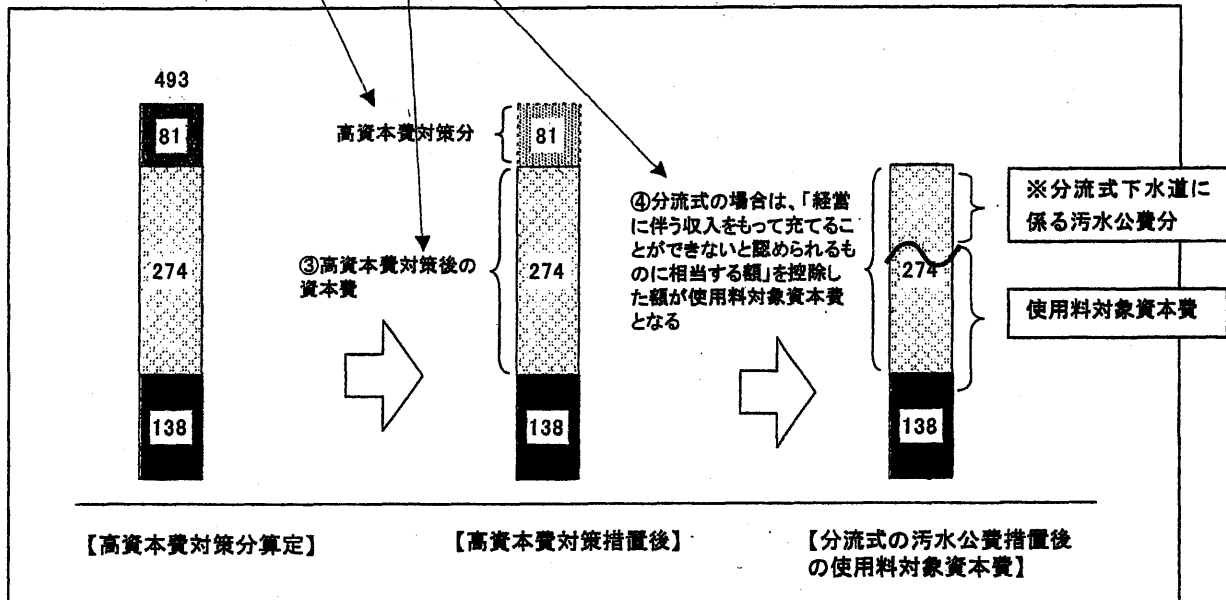 493
81
274
138
高資本費対策分
81
③高資本費対策後の
資本費
274
138
④分流式の場合は、「経営
に伴う収入をもって充てるこ
とができないと認められるも
のに相当する額」を控除し
た額が使用料対象資本費
となる
274
138
※分流式下水道に
係る汚水公費分
使用料対象資本費
【高資本費対策分算定】
【高資本費対策措置後】
【分流式の汚水公費措置後
の使用料対象資本費】